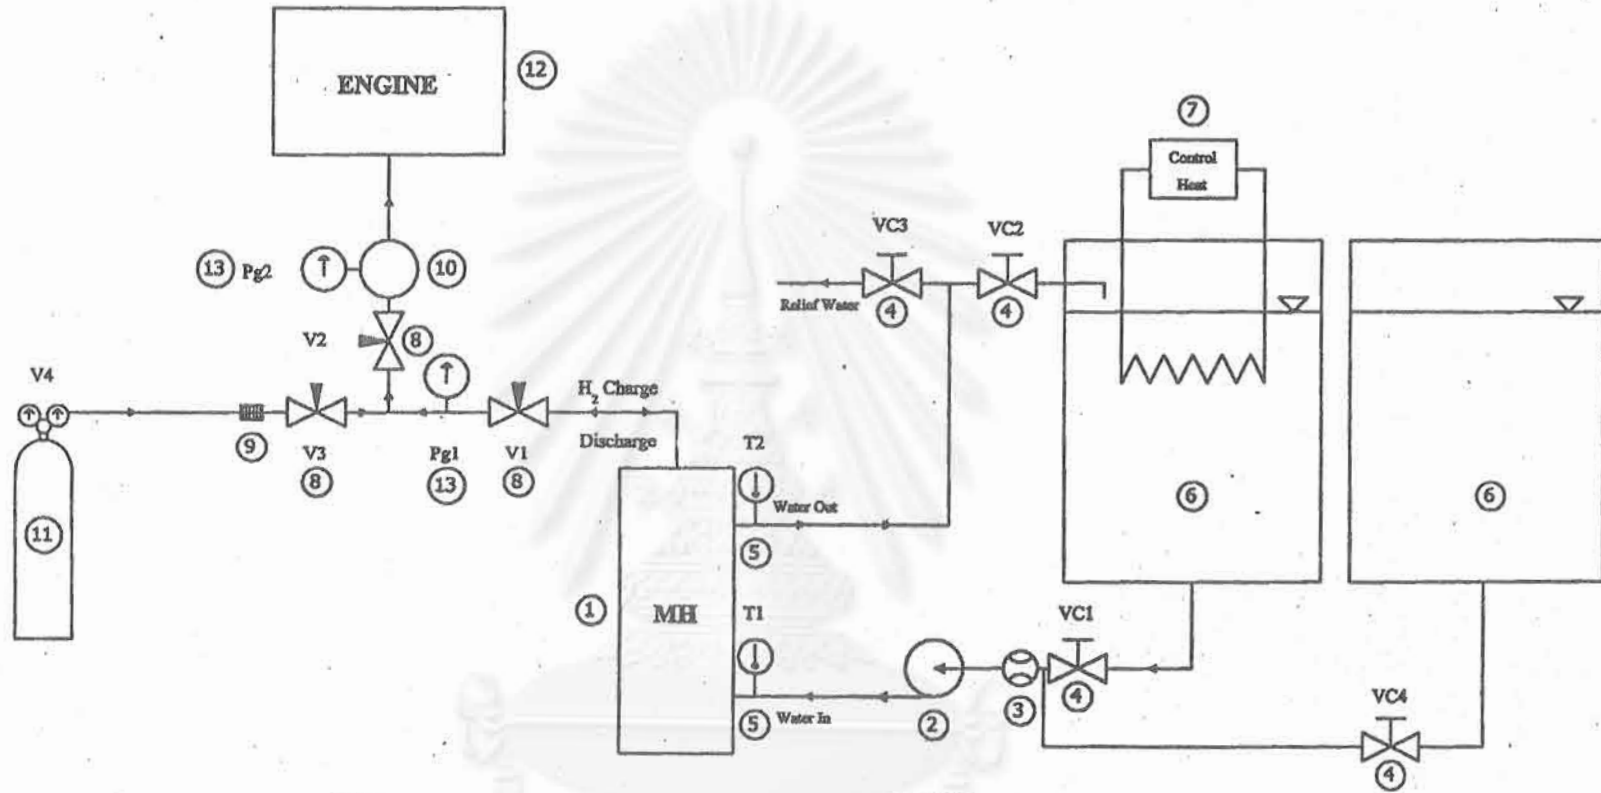 ENGINE
12
7
Control
Heat
VC3
VC2
13 Pg2
10
Relief Water
4
4
V2
8
V4
H2 Charge
9
V3
8
Pg1
13
V1
8
Discharge
T2
Water Out
5
6
6
11
1
MH
T1
5
Water In
2
3
VC1
4
VC4
4